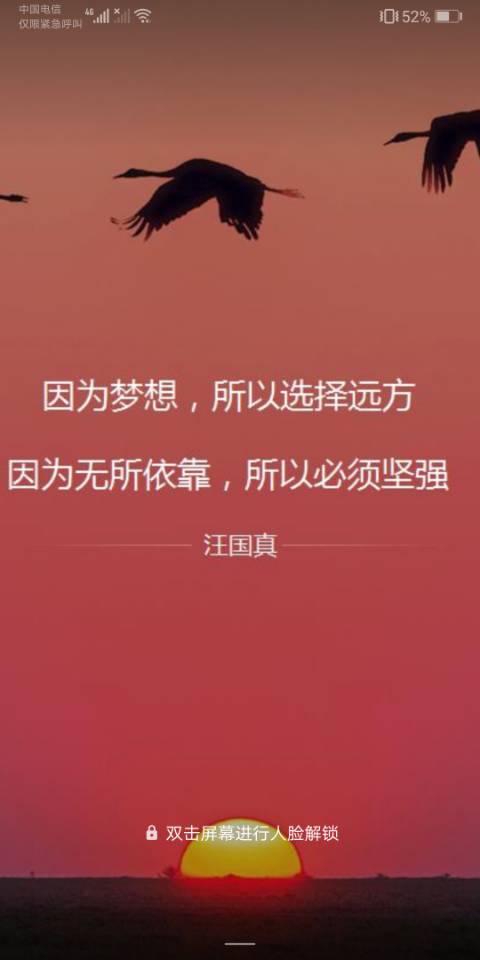 中国电信
仅限紧急呼叫
4G
52%
因为梦想，所以选择远方
因为无所依靠，所以必须坚强
汪国真
双击屏幕进行人脸解锁